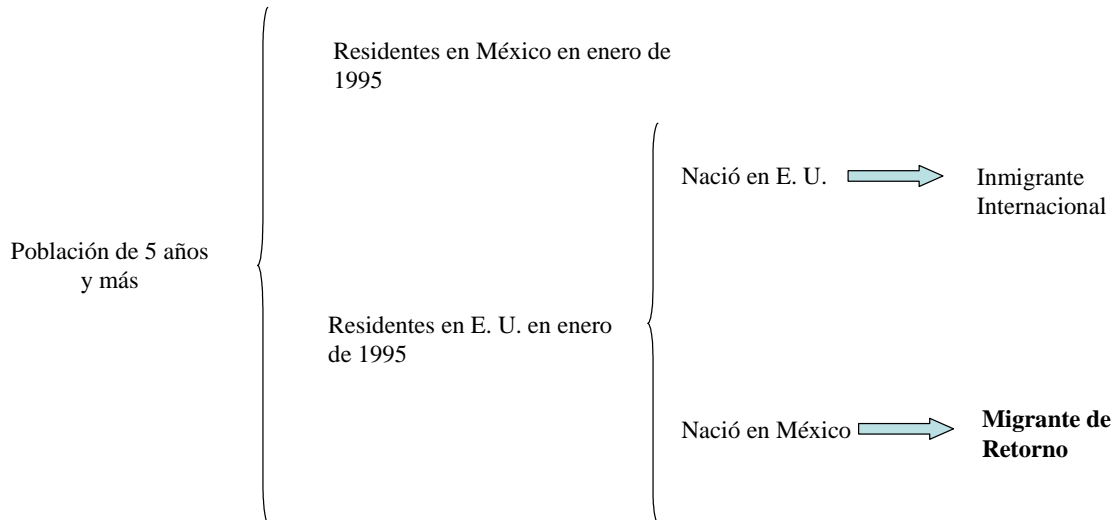 Población de 5 años
y más
Residentes en México en enero de
1995
Residentes en E. U. en enero
de 1995
Nació en E. U.
Inmigrante
Internacional
Nació en México
Migrante de
Retorno